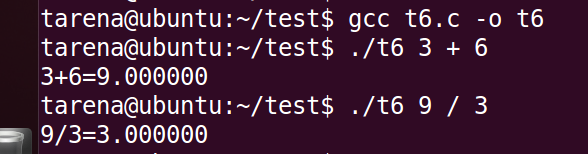 tarena@ubuntu:~/test$ gcc t6.c -o t6
tarena@ubuntu:~/test$ ./t6 3 + 6
3+6=9.000000
tarena@ubuntu:~/test$ ./t6 9 / 3
9/3=3.000000